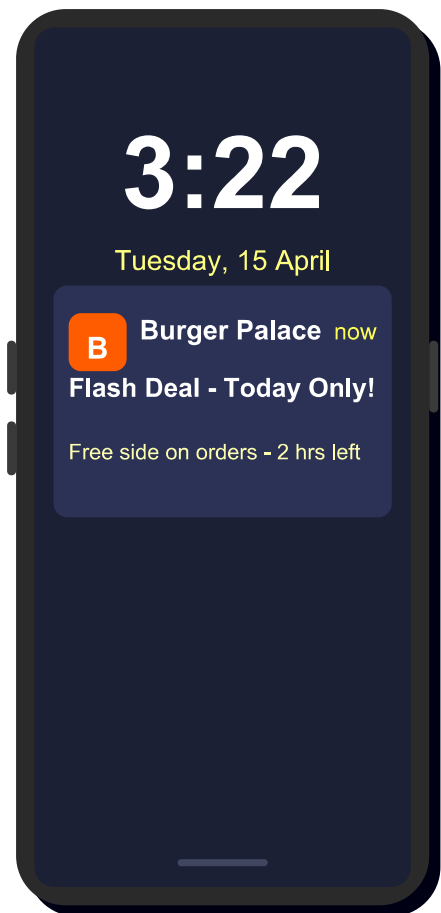 3:22
Tuesday, 15 April
B Burger Palace now
Flash Deal - Today Only!
Free side on orders - 2 hrs left